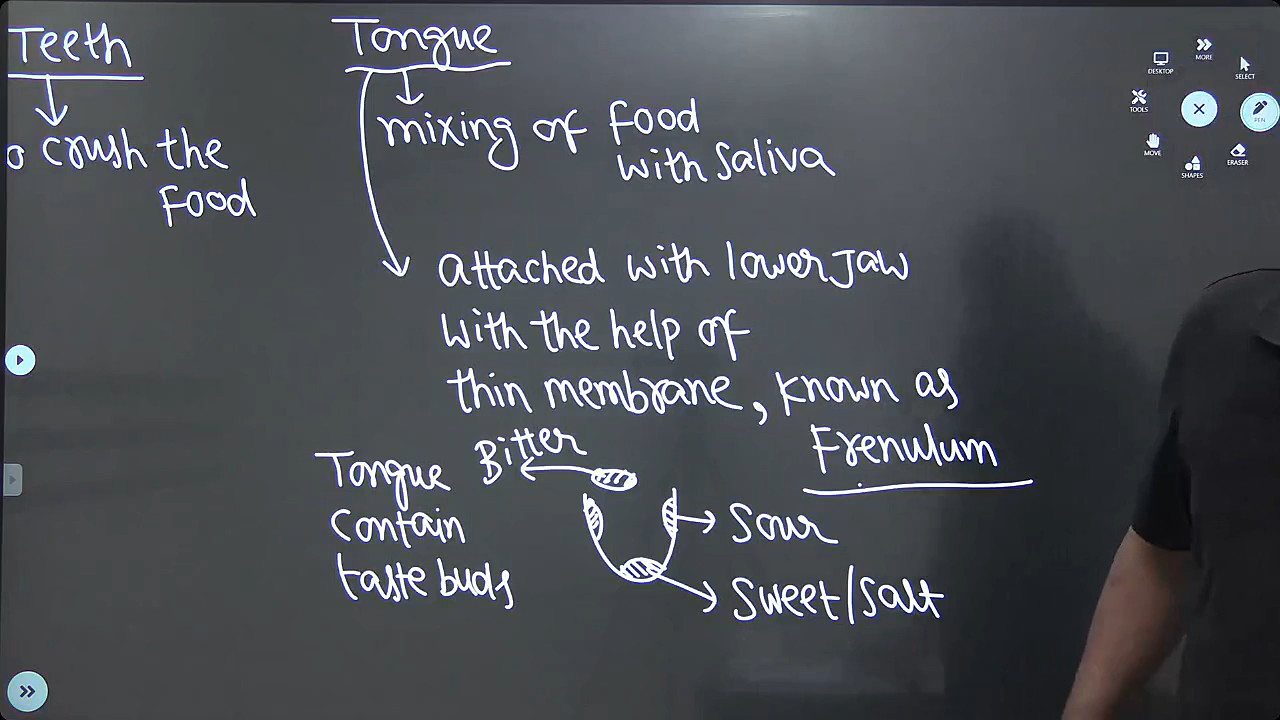 Teeth
o crush the
Food
Tongue
mixing of food
with saliva
attached with lower jaw
with the help of
thin membrane, known as
Frenulum
Tongue
contain
taste buds
Bitter
Sour
Sweet/Salt
MORE
DESKTOP
SELECT
TOOLS
PEN
MOVE
ERASER
SHAPES